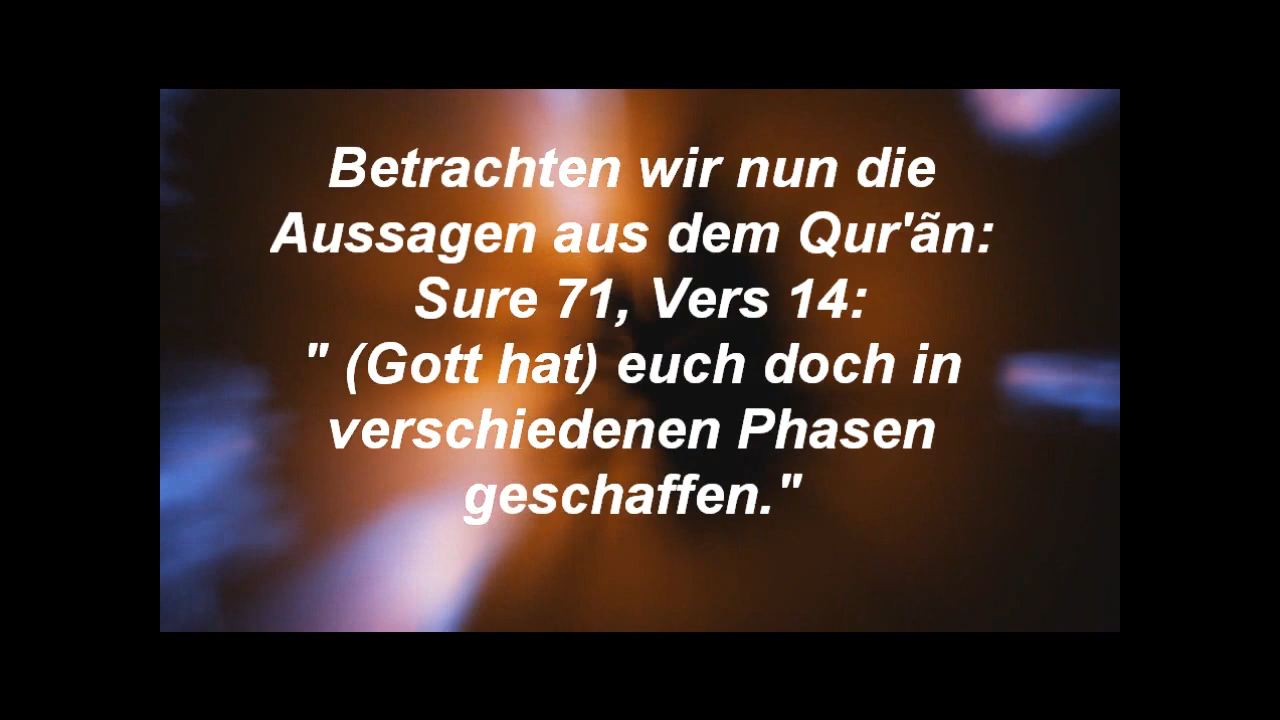 Betrachten wir nun die
Aussagen aus dem Qur'ãn:
Sure 71, Vers 14:
" (Gott hat) euch doch in
verschiedenen Phasen
geschaffen."